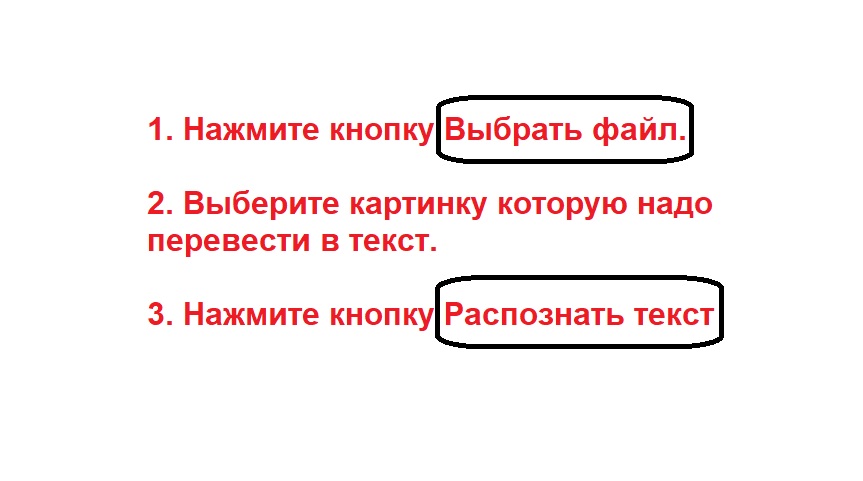 1. Нажмите кнопку Выбрать файл.
2. Выберите картинку которую надо
перевести в текст.
3. Нажмите кнопку Распознать текст